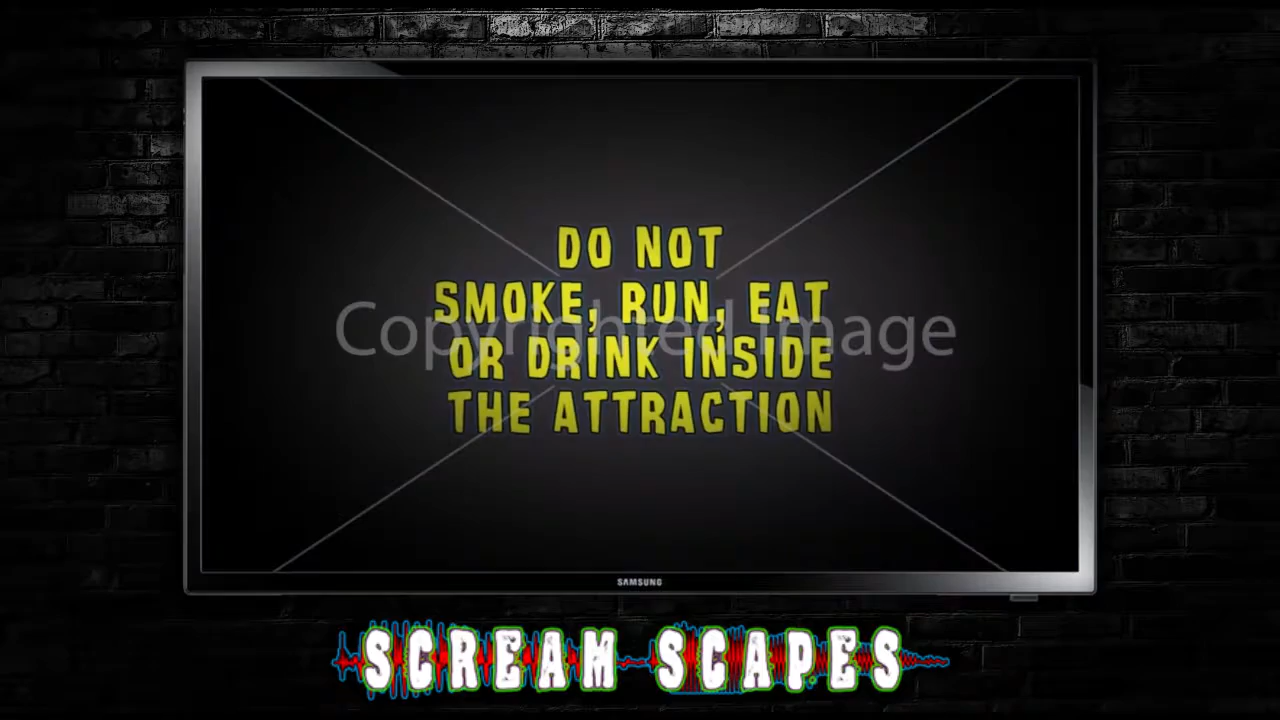 DO NOT
SMOKE, RUN, EAT
Copyrighted Image
OR DRINK INSIDE
THE ATTRACTION
SAMSUNG
SCREAM SCAPES